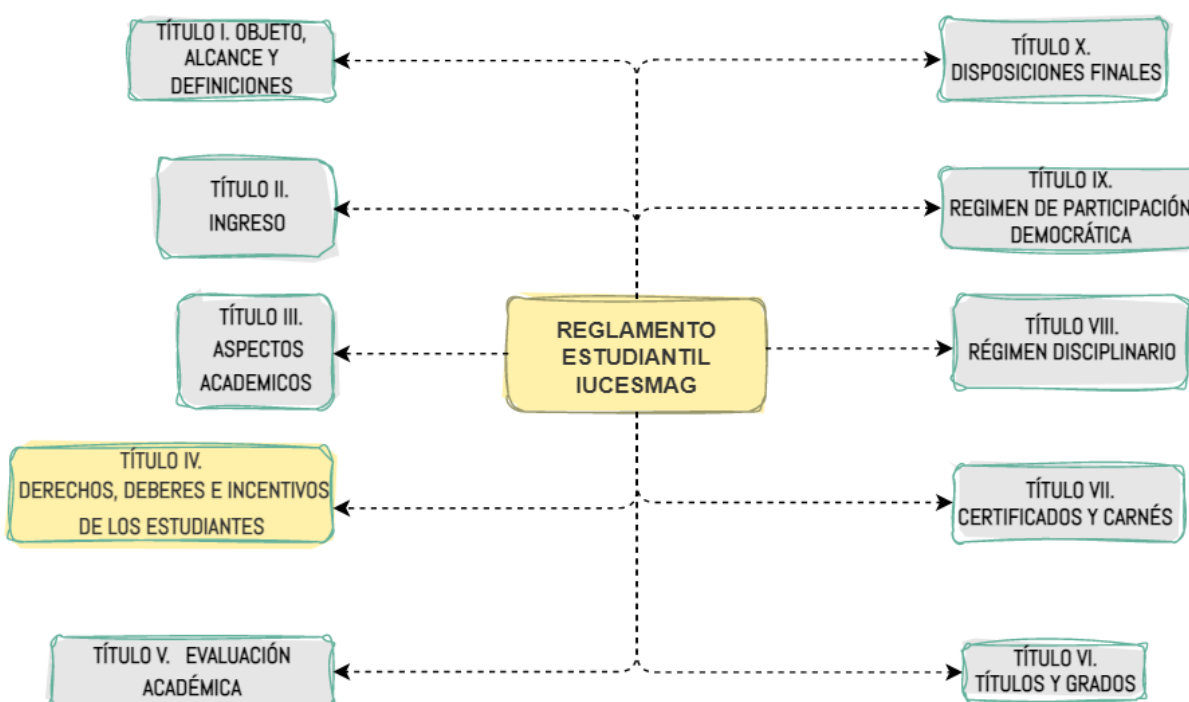 TÍTULO I. OBJETO,
ALCANCE Y
DEFINICIONES
TÍTULO II.
INGRESO
TÍTULO III.
ASPECTOS
ACADEMICOS
TÍTULO IV.
DERECHOS, DEBERES E INCENTIVOS
DE LOS ESTUDIANTES
TÍTULO V. EVALUACIÓN
ACADÉMICA
REGLAMENTO
ESTUDIANTIL
IUCESMAG
TÍTULO X.
DISPOSICIONES FINALES
TÍTULO IX.
REGIMEN DE PARTICIPACIÓN
DEMOCRÁTICA
TÍTULO VIII.
RÉGIMEN DISCIPLINARIO
TÍTULO VII.
CERTIFICADOS Y CARNÉS
TÍTULO VI.
TÍTULOS Y GRADOS